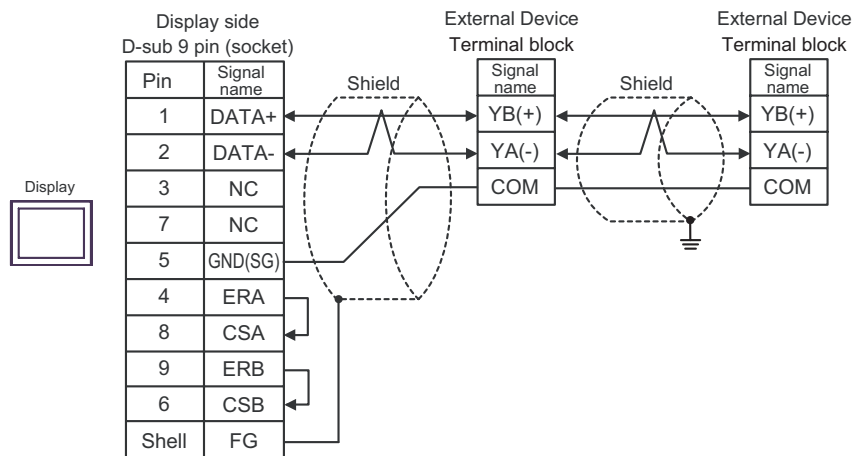 Display side
D-sub 9 pin (socket)
Pin
Signal
name
1
DATA+
2
DATA-
3
NC
7
NC
5
GND(SG)
4
ERA
8
CSA
9
ERB
6
CSB
Shell
FG
Display
Shield
External Device
Terminal block
Signal
name
YB(+)
YA(-)
COM
Shield
External Device
Terminal block
Signal
name
YB(+)
YA(-)
COM